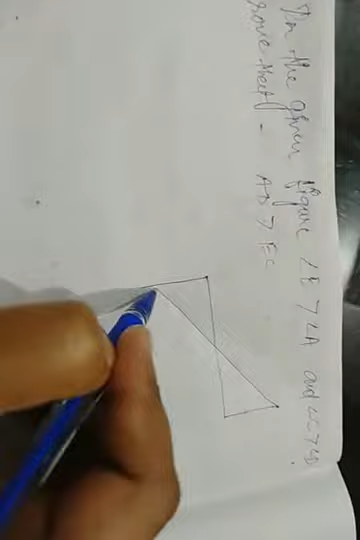 In the given figure ∠B > ∠A and ∠C > ∠D.
prove that. AD > BC